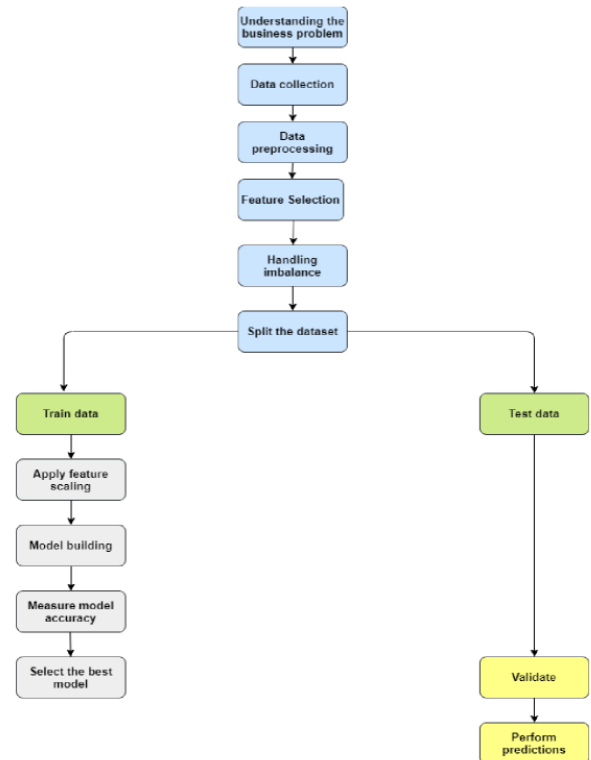 Understanding the
business problem
Data collection
Data
preprocessing
Feature Selection
Handling
imbalance
Split the dataset
Train data
Test data
Apply feature
scaling
Model building
Measure model
accuracy
Select the best
model
Validate
Perform
predictions